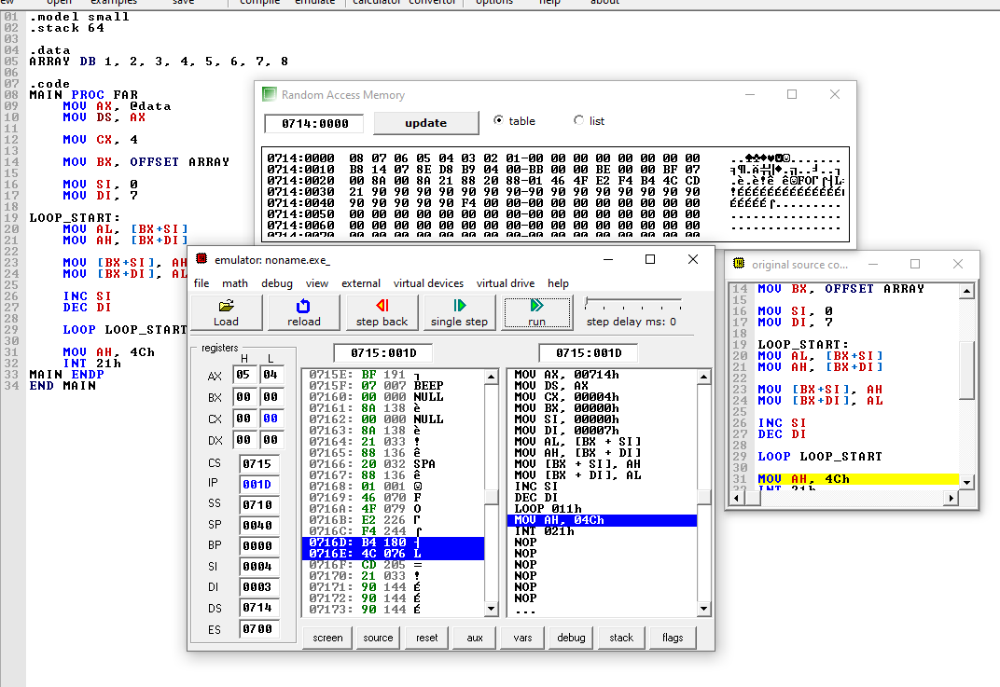 ew open examples save compile emulate calculator convertor options help about
01 .model small
02 .stack 64
03
04 .data
05 ARRAY DB 1, 2, 3, 4, 5, 6, 7, 8
06
07 .code
08 MAIN PROC FAR
09 MOV AX, @data
10 MOV DS, AX
11
12 MOV CX, 4
13
14 MOV BX, OFFSET ARRAY
15
16 MOV SI, 0
17 MOV DI, 7
18
19 LOOP_START:
20 MOV AL, [BX+SI]
21 MOV AH, [BX+DI]
22
23 MOV [BX+SI], AH
24 MOV [BX+DI], AL
25
26 INC SI
27 DEC DI
28
29 LOOP LOOP_START
30
31 MOV AH, 4Ch
32 INT 21h
33 MAIN ENDP
34 END MAIN
Random Access Memory
0714:0000 update table list
0714:0000 08 07 06 05 04 03 02 01-00 00 00 00 00 00 00 00
0714:0010 B8 14 07 8E D8 B9 04 00-BB 00 00 BE 00 00 BF 07
0714:0020 00 8A 00 8A 21 88 20 88-01 46 4F E2 F4 B4 4C CD
0714:0030 21 90 90 90 90 90 90 90-90 90 90 90 90 90 90 90
0714:0040 90 90 90 90 90 F4 00 00-00 00 00 00 00 00 00 00
0714:0050 00 00 00 00 00 00 00 00-00 00 00 00 00 00 00 00
0714:0060 00 00 00 00 00 00 00 00-00 00 00 00 00 00 00 00
emulator: noname.exe_
file math debug view external virtual devices virtual drive help
Load reload step back single step run step delay ms: 0
registers
H L
AX 05 04
BX 00 00
CX 00 00
DX 00 00
CS 0715
IP 001D
SS 0710
SP 0040
BP 0000
SI 0004
DI 0003
DS 0714
ES 0700
0715:001D
0715E: BF 191 ┐
0715F: 07 007 BEEP
07160: 00 000 NULL
07161: 8A 138 è
07162: 00 000 NULL
07163: 8A 138 è
07164: 21 033 !
07165: 88 136 ê
07166: 20 032 SPA
07167: 88 136 ê
07168: 01 001 ☺
07169: 46 070 F
0716A: 4F 079 O
0716B: E2 226 Γ
0716C: F4 244 ⌠
0716D: B4 180 ┤
0716E: 4C 076 L
0716F: CD 205 =
07170: 21 033 !
07171: 90 144 É
07172: 90 144 É
07173: 90 144 É
0715:001D
MOV AX, 00714h
MOV DS, AX
MOV CX, 00004h
MOV BX, 00000h
MOV SI, 00000h
MOV DI, 00007h
MOV AL, [BX + SI]
MOV AH, [BX + DI]
MOV [BX + SI], AH
MOV [BX + DI], AL
INC SI
DEC DI
LOOP 011h
MOV AH, 04Ch
INT 021h
NOP
NOP
NOP
NOP
NOP
NOP
...
screen source reset aux vars debug stack flags
original source co...
14 MOV BX, OFFSET ARRAY
15
16 MOV SI, 0
17 MOV DI, 7
18
19 LOOP_START:
20 MOV AL, [BX+SI]
21 MOV AH, [BX+DI]
22
23 MOV [BX+SI], AH
24 MOV [BX+DI], AL
25
26 INC SI
27 DEC DI
28
29 LOOP LOOP_START
30
31 MOV AH, 4Ch
32 INT 21h